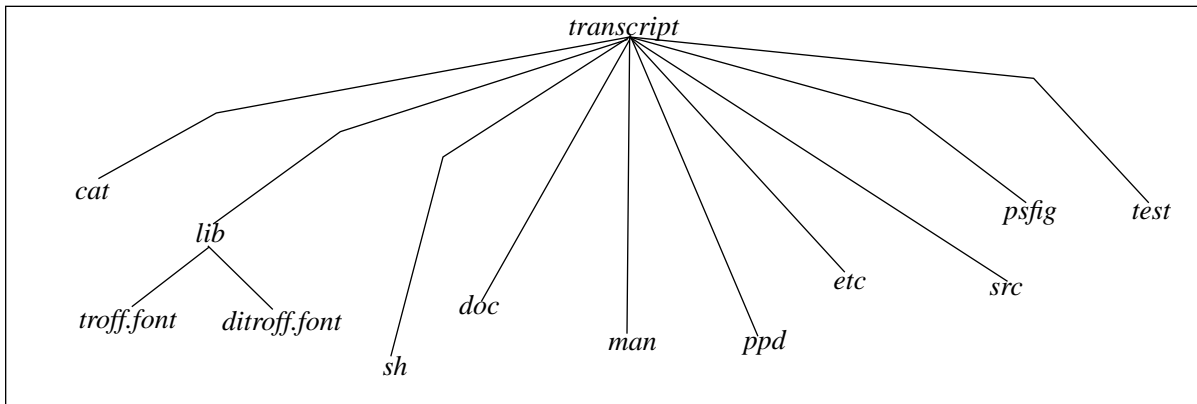 transcript
cat
lib
troff.font
ditroff.font
sh
doc
man
ppd
etc
src
psfig
test